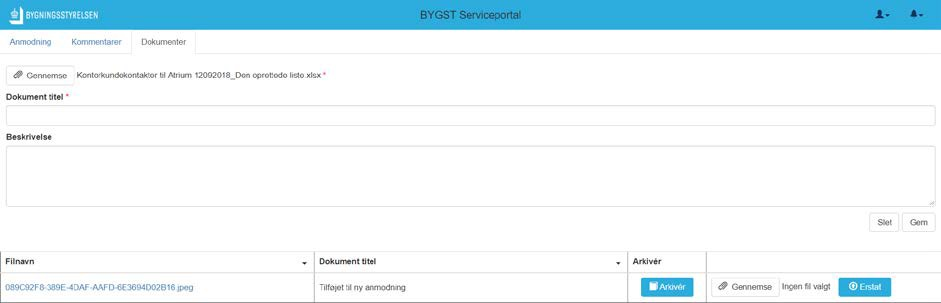 BYGNINGSSTYRELSEN
BYGST Serviceportal
Anmodning Kommentarer Dokumenter
Gennemse Kontorkundekontakter til Atrium 12092018_Den oprettede liste.xlsx *
Dokument titel *
Beskrivelse
Slet Gem
Filnavn Dokument titel Arkivér
089C92F8-389E-4DAF-AAFD-6E3694D02B16.jpeg Tilføjet til ny anmodning Arkivér Gennemse Ingen fil valgt Erstat